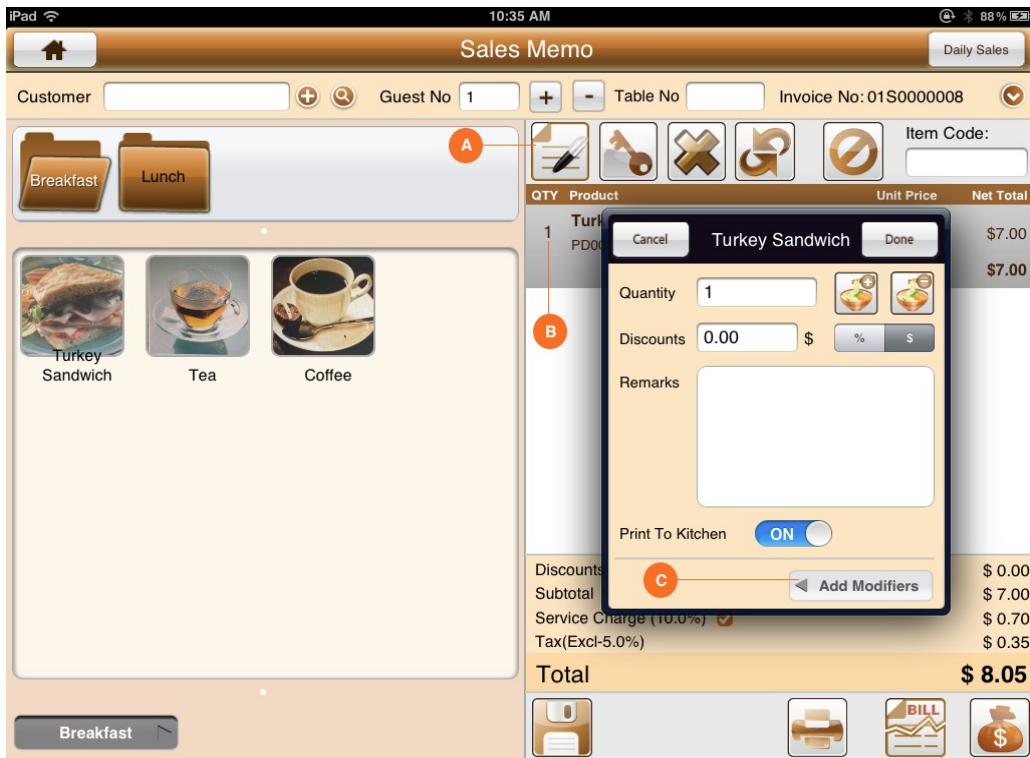 iPad 10:35 AM 88%
Sales Memo Daily Sales
Customer Guest No 1 + - Table No Invoice No: 01S0000008
A Item Code:
Breakfast Lunch
QTY Product Unit Price Net Total
1 Turk $7.00
PD00
$7.00
Cancel Turkey Sandwich Done
Quantity 1
B
Discounts 0.00 $ % $
Remarks
Turkey
Sandwich Tea Coffee
Print To Kitchen ON
C Add Modifiers
Discounts $ 0.00
Subtotal $ 7.00
Service Charge (10.0%) $ 0.70
Tax(Excl-5.0%) $ 0.35
Total $ 8.05
Breakfast
BILL
$